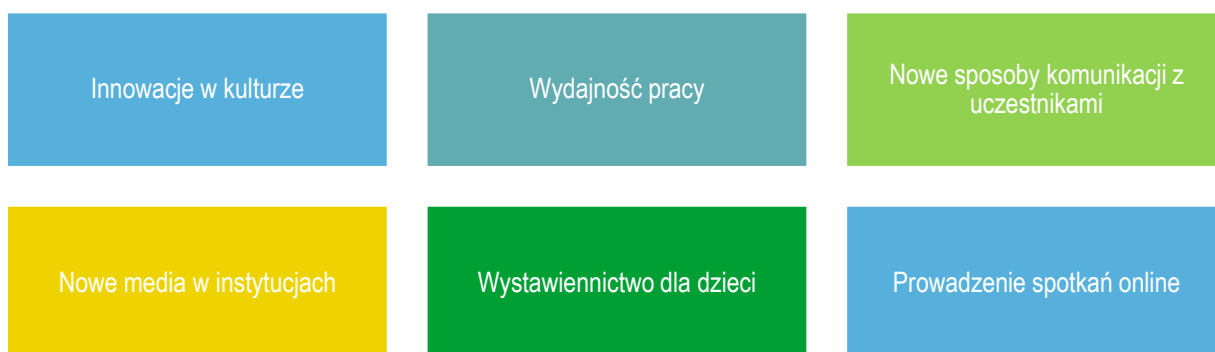 Innowacje w kulturze
Wydajność pracy
Nowe sposoby komunikacji z
uczestnikami
Nowe media w instytucjach
Wystawiennictwo dla dzieci
Prowadzenie spotkań online